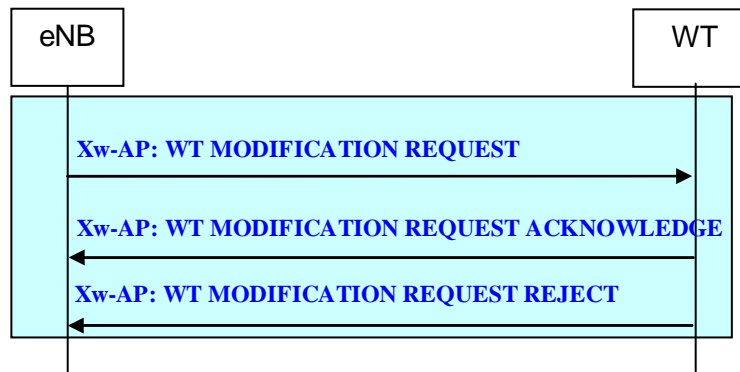 eNB
WT
Xw-AP: WT MODIFICATION REQUEST
Xw-AP: WT MODIFICATION REQUEST ACKNOWLEDGE
Xw-AP: WT MODIFICATION REQUEST REJECT